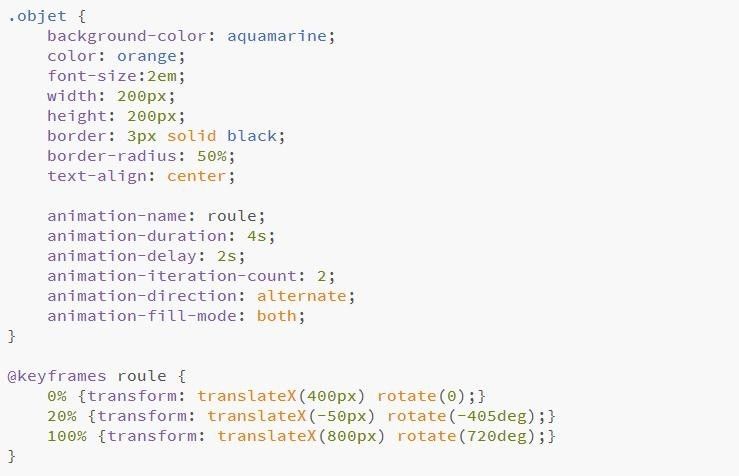 .objet {
    background-color: aquamarine;
    color: orange;
    font-size:2em;
    width: 200px;
    height: 200px;
    border: 3px solid black;
    border-radius: 50%;
    text-align: center;

    animation-name: roule;
    animation-duration: 4s;
    animation-delay: 2s;
    animation-iteration-count: 2;
    animation-direction: alternate;
    animation-fill-mode: both;
}

@keyframes roule {
    0% {transform: translateX(400px) rotate(0);}
    20% {transform: translateX(-50px) rotate(-405deg);}
    100% {transform: translateX(800px) rotate(720deg);}
}